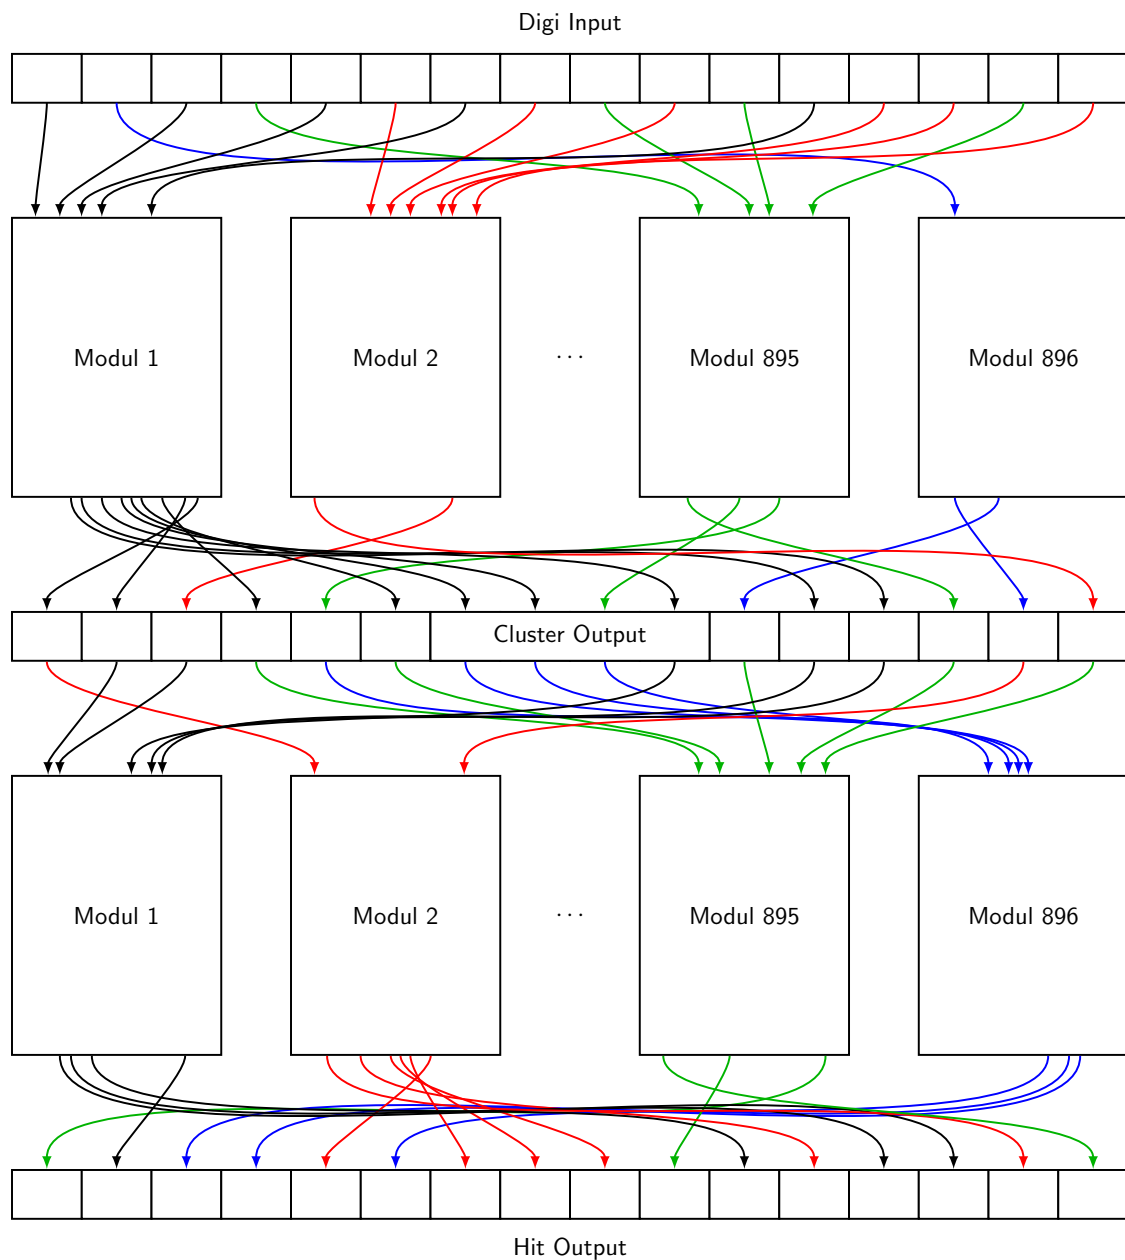 Digi Input
Modul 1
Modul 2
...
Modul 895
Modul 896
Cluster Output
Modul 1
Modul 2
...
Modul 895
Modul 896
Hit Output